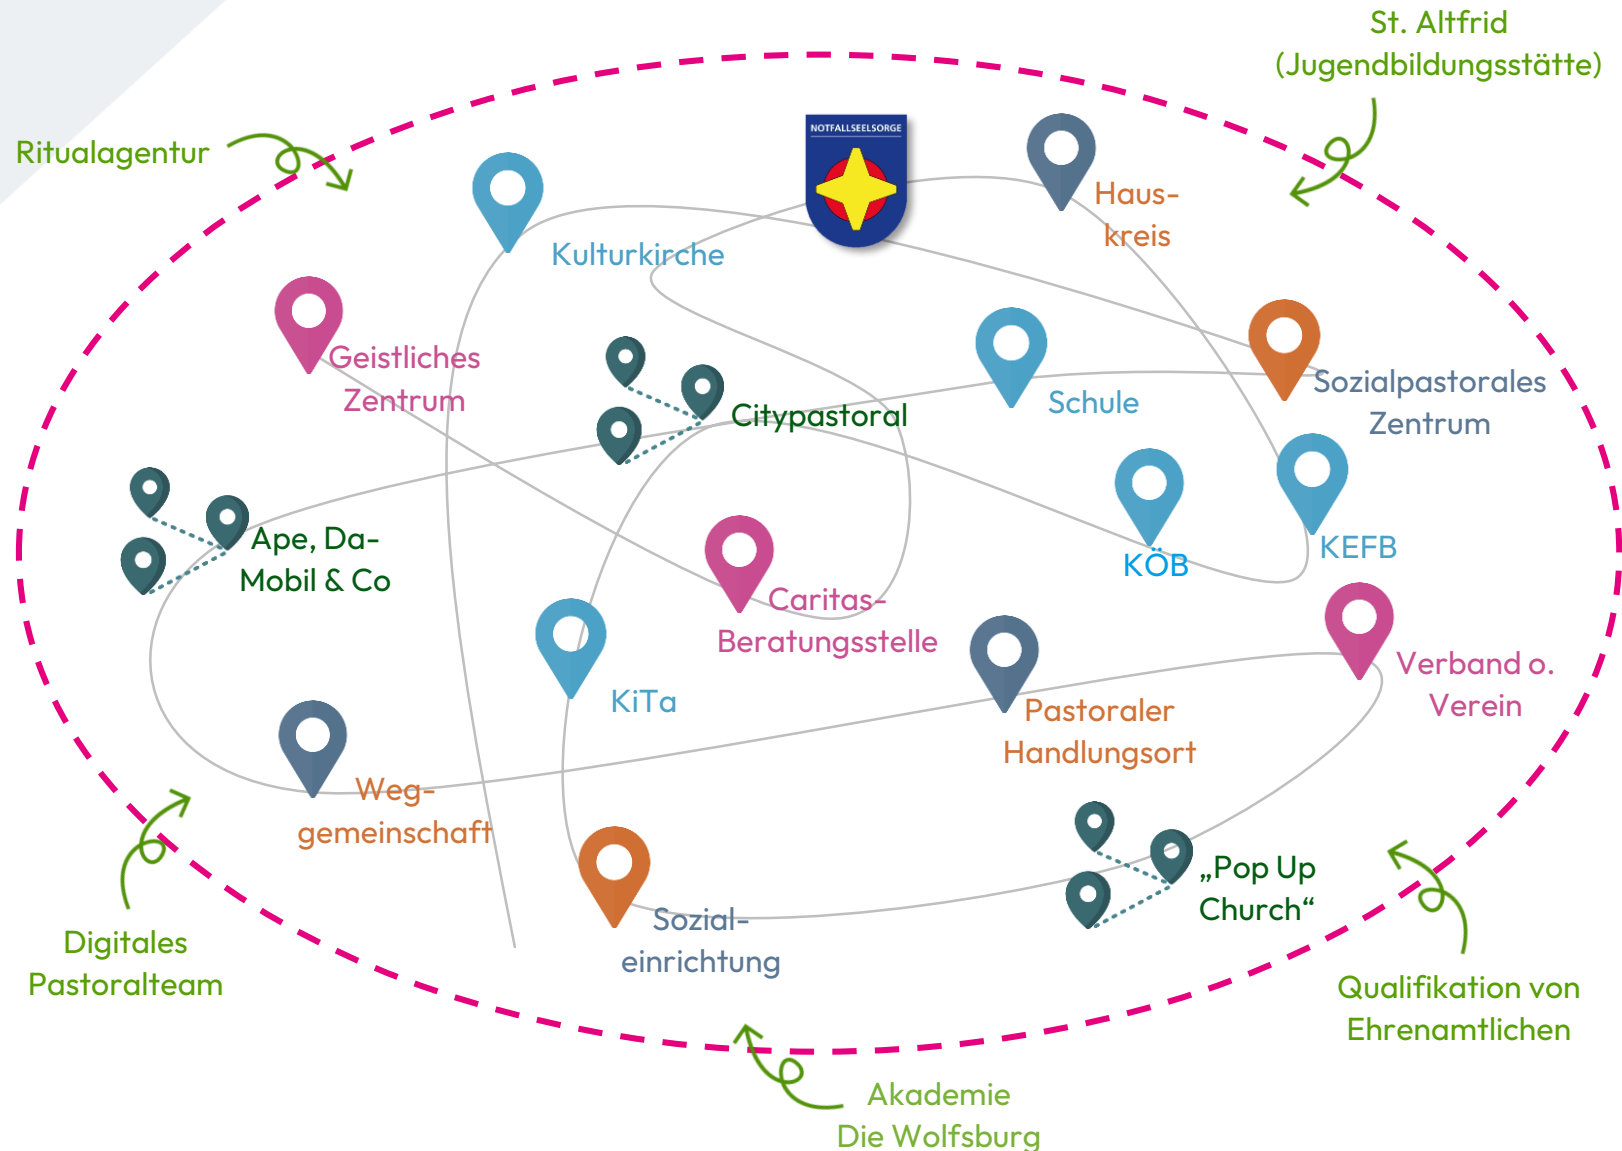 St. Altfrid
(Jugendbildungsstätte)
Ritualagentur
NOTFALLSEELSORGE
Haus-
kreis
Kulturkirche
Geistliches
Zentrum
Citypastoral
Schule
Sozialpastorales
Zentrum
Ape, Da-
Mobil & Co
KÖB
KEFB
Caritas-
Beratungsstelle
KiTa
Verband o.
Verein
Pastoraler
Handlungsort
Weg-
gemeinschaft
„Pop Up
Church“
Sozial-
einrichtung
Digitales
Pastoralteam
Qualifikation von
Ehrenamtlichen
Akademie
Die Wolfsburg